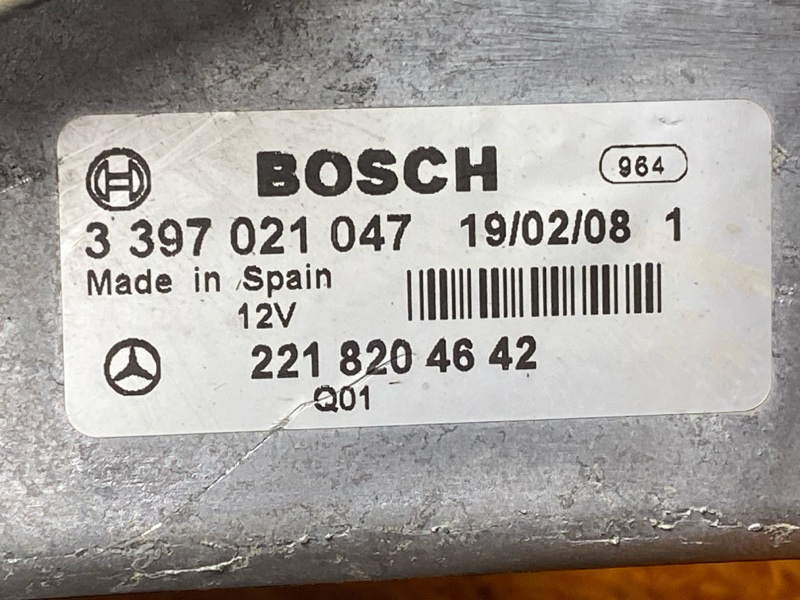 BOSCH 964
3 397 021 047 19/02/08 1
Made in Spain
12V
221 820 46 42
Q01